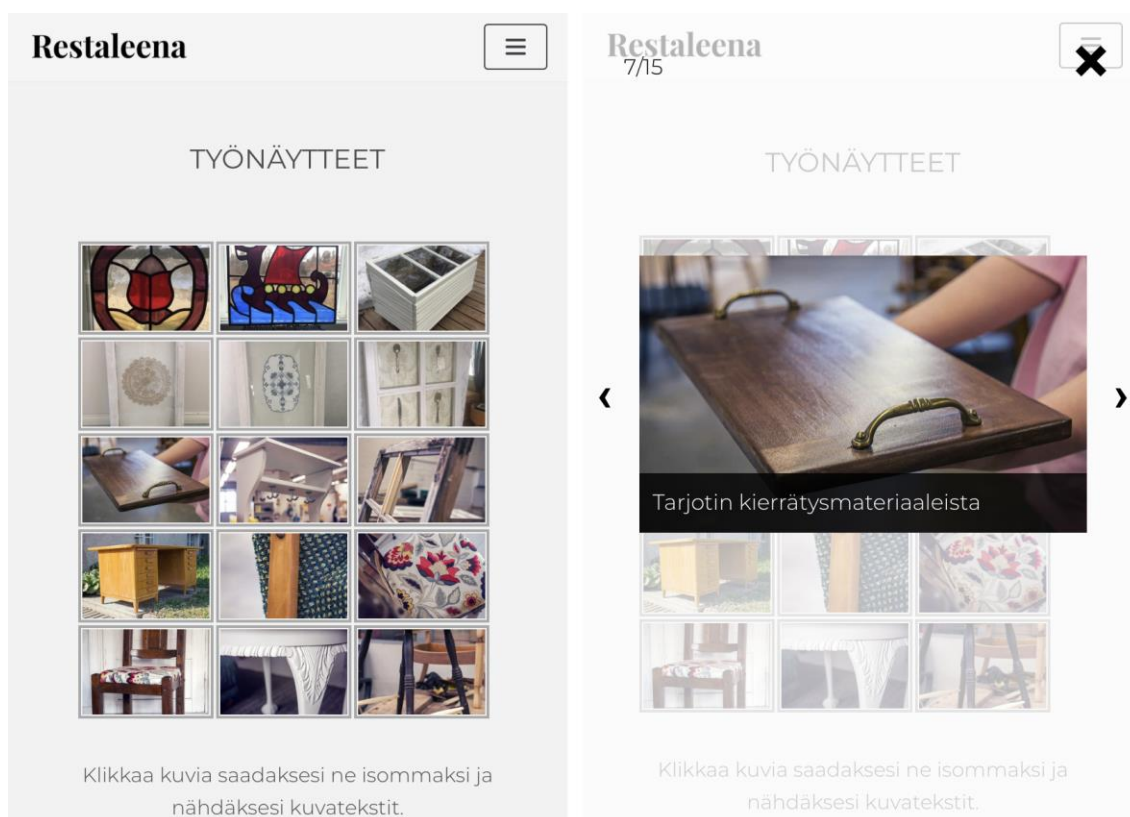 Restaleena
TYÖNÄYTTEET
Klikkaa kuvia saadaksesi ne isommaksi ja
nähdäksesi kuvatekstit.
Restaleena
7/15
TYÖNÄYTTEET
Tarjotin kierrätysmateriaaleista
Klikkaa kuvia saadaksesi ne isommaksi ja
nähdäksesi kuvatekstit.